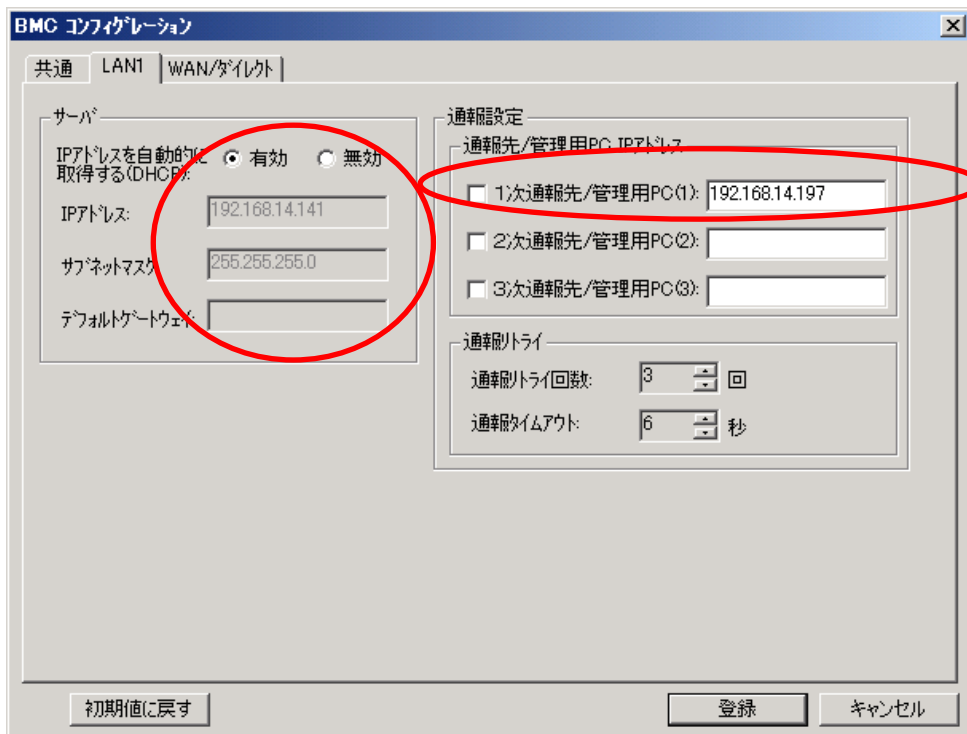 BMC コンフィグレーション
共通 LAN1 WAN/ダイレクト
サーバ
IPアドレスを自動的に
取得する(DHCP):
有効 無効
IPアドレス: 192.168.14.141
サブネットマスク 255.255.255.0
デフォルトゲートウェイ:
通報設定
通報先/管理用PC IPアドレス
1次通報先/管理用PC(1): 192.168.14.197
2次通報先/管理用PC(2):
3次通報先/管理用PC(3):
通報リトライ
通報リトライ回数: 3 回
通報タイムアウト: 6 秒
初期値に戻す 登録 キャンセル